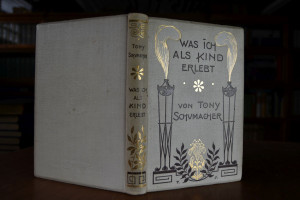 TONY
SCHUMACHER
WAS ICH
ALS
KIND
ERLEBT
WAS ICH
ALS KIND
ERLEBT
VON TONY
SCHUMACHER